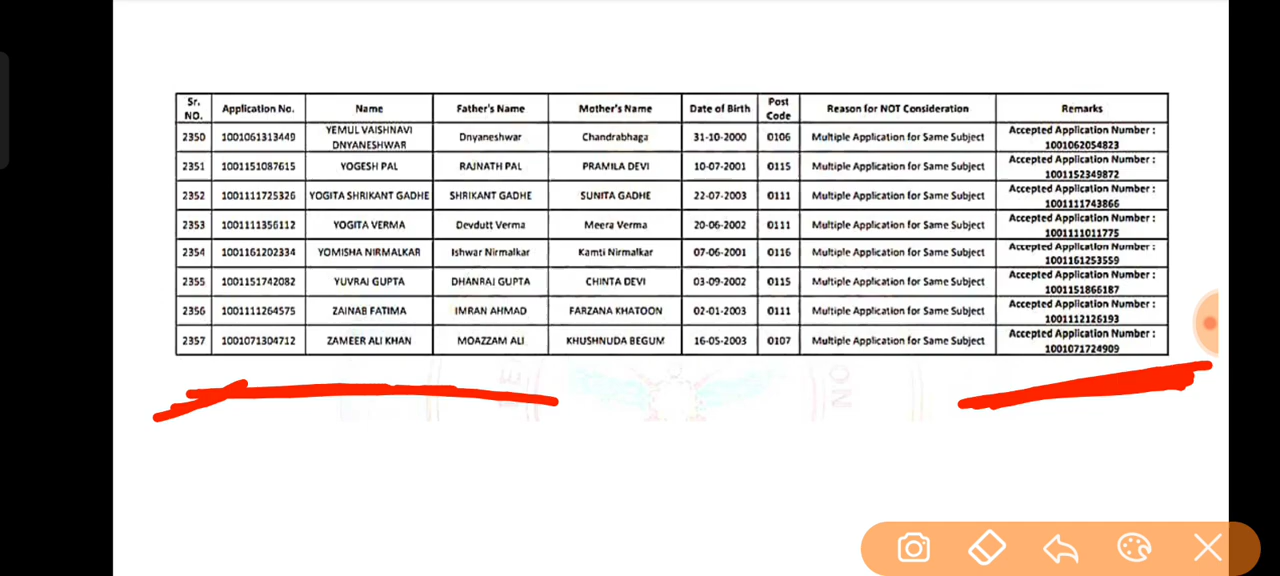 Sr. NO. Application No. Name Father's Name Mother's Name Date of Birth Post Code Reason for NOT Consideration Remarks
2350 1001061313449 YEMUL VAISHNAVI DNYANESHWAR Dnyaneshwar Chandrabhaga 31-10-2000 0106 Multiple Application for Same Subject Accepted Application Number : 1001062054823
2351 1001151087615 YOGESH PAL RAJNATH PAL PRAMILA DEVI 10-07-2001 0115 Multiple Application for Same Subject Accepted Application Number : 1001152349872
2352 1001111725326 YOGITA SHRIKANT GADHE SHRIKANT GADHE SUNITA GADHE 22-07-2003 0111 Multiple Application for Same Subject Accepted Application Number : 1001111743866
2353 1001111356112 YOGITA VERMA Devdutt Verma Meera Verma 20-06-2002 0111 Multiple Application for Same Subject Accepted Application Number : 1001111011775
2354 1001161202334 YOMISHA NIRMALKAR Ishwar Nirmalkar Kamti Nirmalkar 07-06-2001 0116 Multiple Application for Same Subject Accepted Application Number : 1001161253559
2355 1001151742082 YUVRAJ GUPTA DHANRAJ GUPTA CHINTA DEVI 03-09-2002 0115 Multiple Application for Same Subject Accepted Application Number : 1001151866187
2356 1001111264575 ZAINAB FATIMA IMRAN AHMAD FARZANA KHATOON 02-01-2003 0111 Multiple Application for Same Subject Accepted Application Number : 1001112126193
2357 1001071304712 ZAMEER ALI KHAN MOAZZAM ALI KHUSHNUDA BEGUM 16-05-2003 0107 Multiple Application for Same Subject Accepted Application Number : 1001071724909